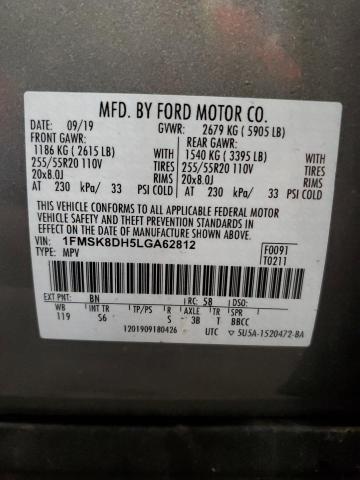 MFD. BY FORD MOTOR CO.
DATE: 09/19 GVWR: 2679 KG ( 5905 LB)
FRONT GAWR: REAR GAWR:
1186 KG ( 2615 LB) 1540 KG ( 3395 LB)
255/55R20 110V TIRES 255/55R20 110V TIRES
20x8.0J RIMS 20x8.0J RIMS
AT 230 kPa/ 33 PSI COLD AT 230 kPa/ 33 PSI COLD
THIS VEHICLE CONFORMS TO ALL APPLICABLE FEDERAL MOTOR
VEHICLE SAFETY AND THEFT PREVENTION STANDARDS IN EFFECT ON
THE DATE OF MANUFACTURE SHOWN ABOVE.
VIN: 1FMSK8DH5LGA62812 F0091
TYPE: MPV T0211
EXT PNT: BN RC: 58 DSO:
WB INT TR TP/PS R AXLE TR SPR
119 S6 S 3B T BBCC
1201909180426 UTC 5U5A-1520472-BA